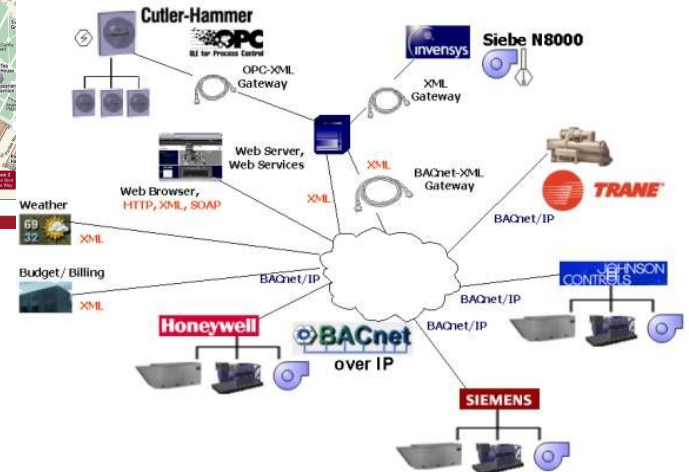 Cutler-Hammer
OPC
OLE for Process Control
OPC-XML
Gateway
invensys
Siebe N8000
XML
Gateway
Web Server,
Web Services
XML
BACnet-XML
Gateway
XML
Web Browser,
HTTP, XML, SOAP
TRANE
BACnet/IP
Weather
69
32
XML
Budget/Billing
XML
BACnet/IP
JOHNSON
CONTROLS
BACnet/IP
BACnet/IP
Honeywell
BACnet
over IP
SIEMENS